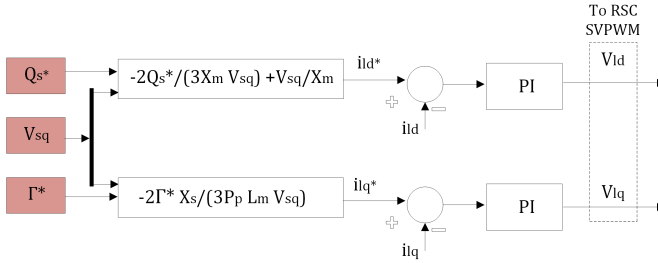 To RSC
SVPWM
Qs*
-2Qs*/(3Xm Vsq) +Vsq/Xm
ild*
PI
Vld
ild
Vsq
Γ*
-2Γ* Xs/(3Pp Lm Vsq)
ilq*
PI
Vlq
ilq